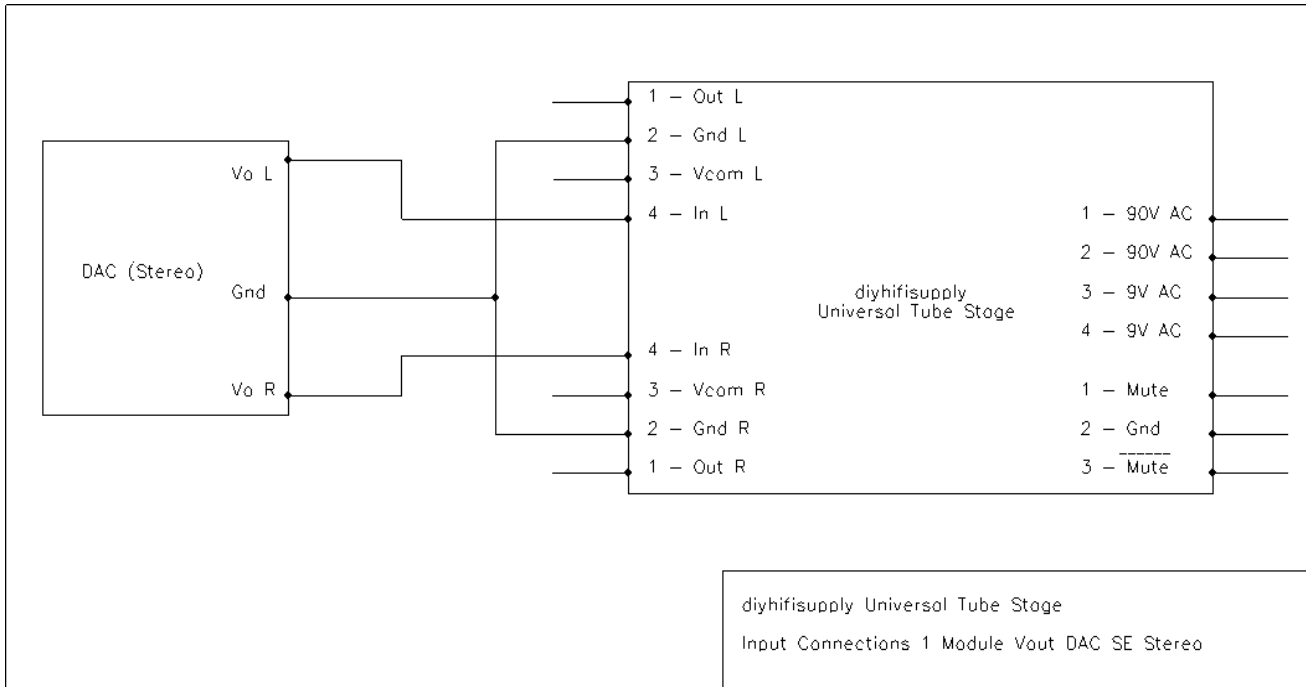 Vo L
DAC (Stereo)
Gnd
Vo R
1 – Out L
2 – Gnd L
3 – Vcom L
4 – In L
4 – In R
3 – Vcom R
2 – Gnd R
1 – Out R
diyhifisupply
Universal Tube Stage
1 – 90V AC
2 – 90V AC
3 – 9V AC
4 – 9V AC
1 – Mute
2 – Gnd
3 – Mute
diyhifisupply Universal Tube Stage
Input Connections 1 Module Vout DAC SE Stereo